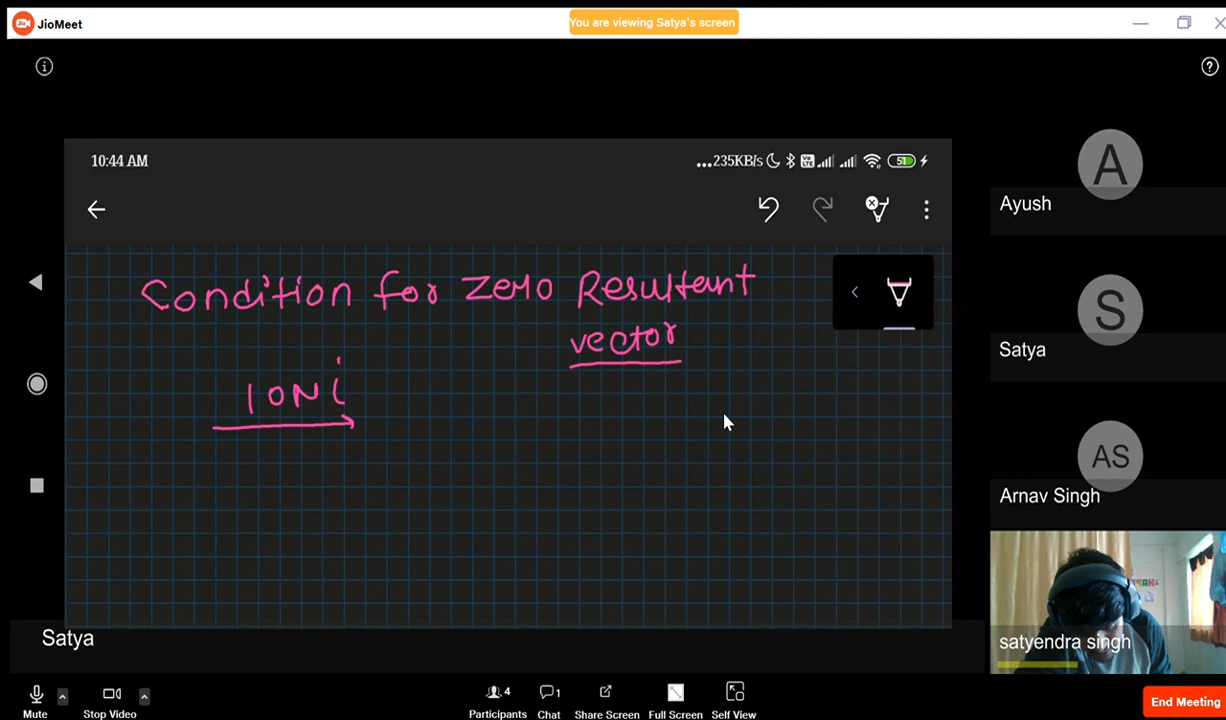 JioMeet
You are viewing Satya's screen
10:44 AM
...235KB/s 51
Condition for zero Resultant
vector
10N i
A
Ayush
S
Satya
AS
Arnav Singh
satyendra singh
Satya
Mute
Stop Video
4
Participants
1
Chat
Share Screen
Full Screen
Self View
End Meeting